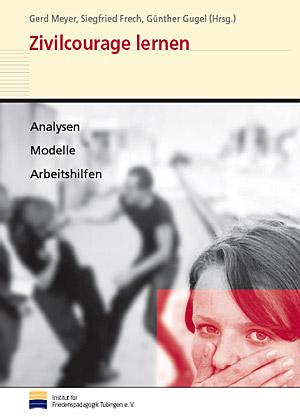 Gerd Meyer, Siegfried Frech, Günther Gugel (Hrsg.)
Zivilcourage lernen
Analysen
Modelle
Arbeitshilfen
Institut für
Friedenspädagogik Tübingen e. V.